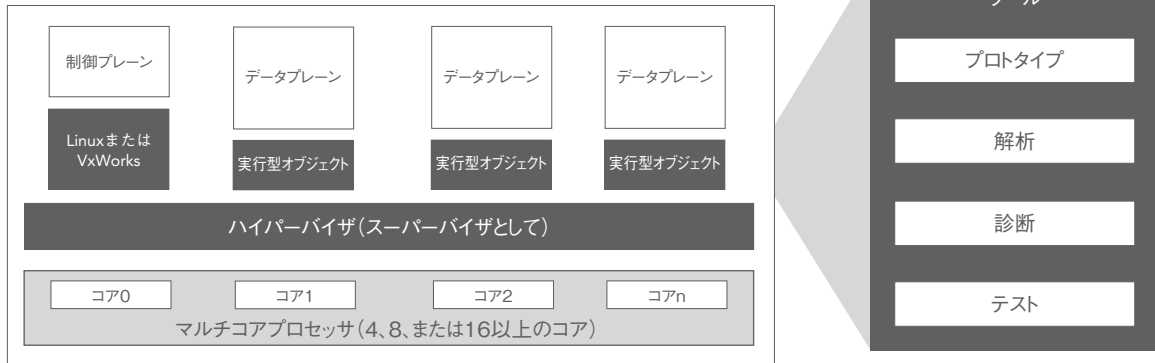 制御プレーン
データプレーン
データプレーン
データプレーン
Linuxまたは
VxWorks
実行型オブジェクト
実行型オブジェクト
実行型オブジェクト
ハイパーバイザ（スーパーバイザとして）
コア0
コア1
コア2
コアn
マルチコアプロセッサ（4、8、または16以上のコア）
プロトタイプ
解析
診断
テスト